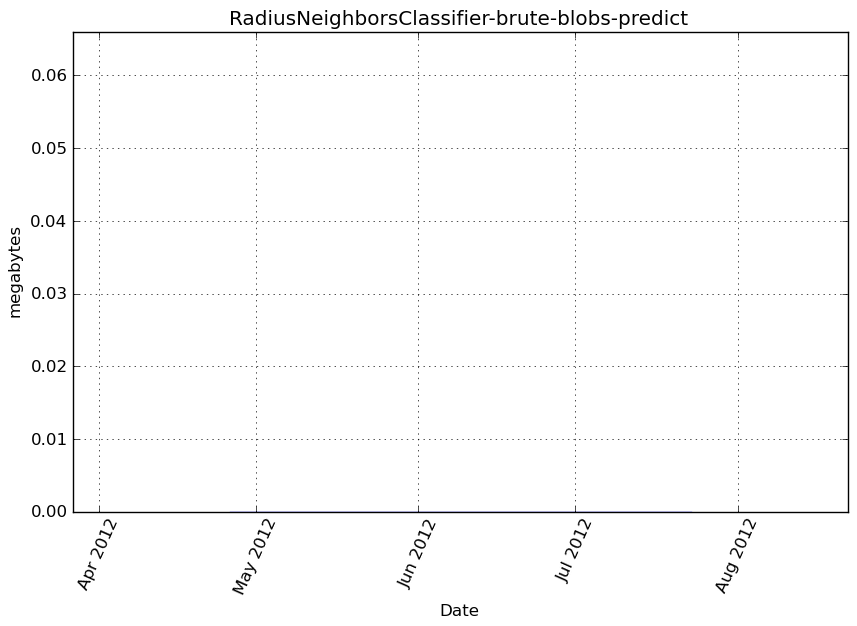 RadiusNeighborsClassifier-brute-blobs-predict
0.06
0.05
0.04
0.03
0.02
0.01
0.00
megabytes
Apr 2012
May 2012
Jun 2012
Jul 2012
Aug 2012
Date